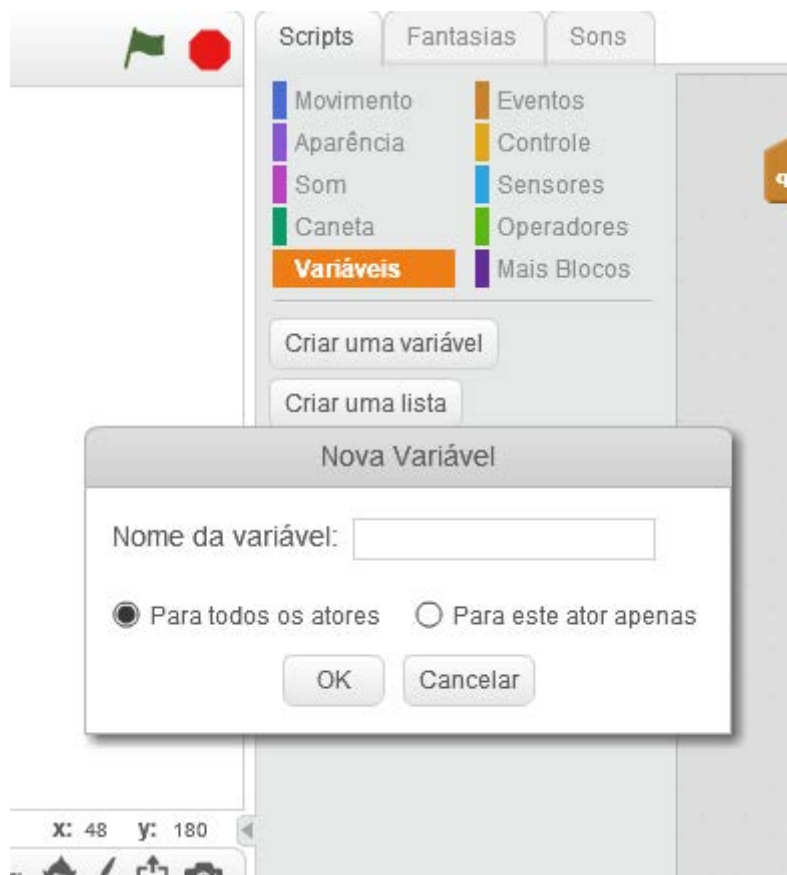 Scripts Fantasias Sons
Movimento Eventos
Aparência Controle
Som Sensores
Caneta Operadores
Variáveis Mais Blocos
Criar uma variável
Criar uma lista
Nova Variável
Nome da variável:
Para todos os atores Para este ator apenas
OK Cancelar
x: 48 y: 180